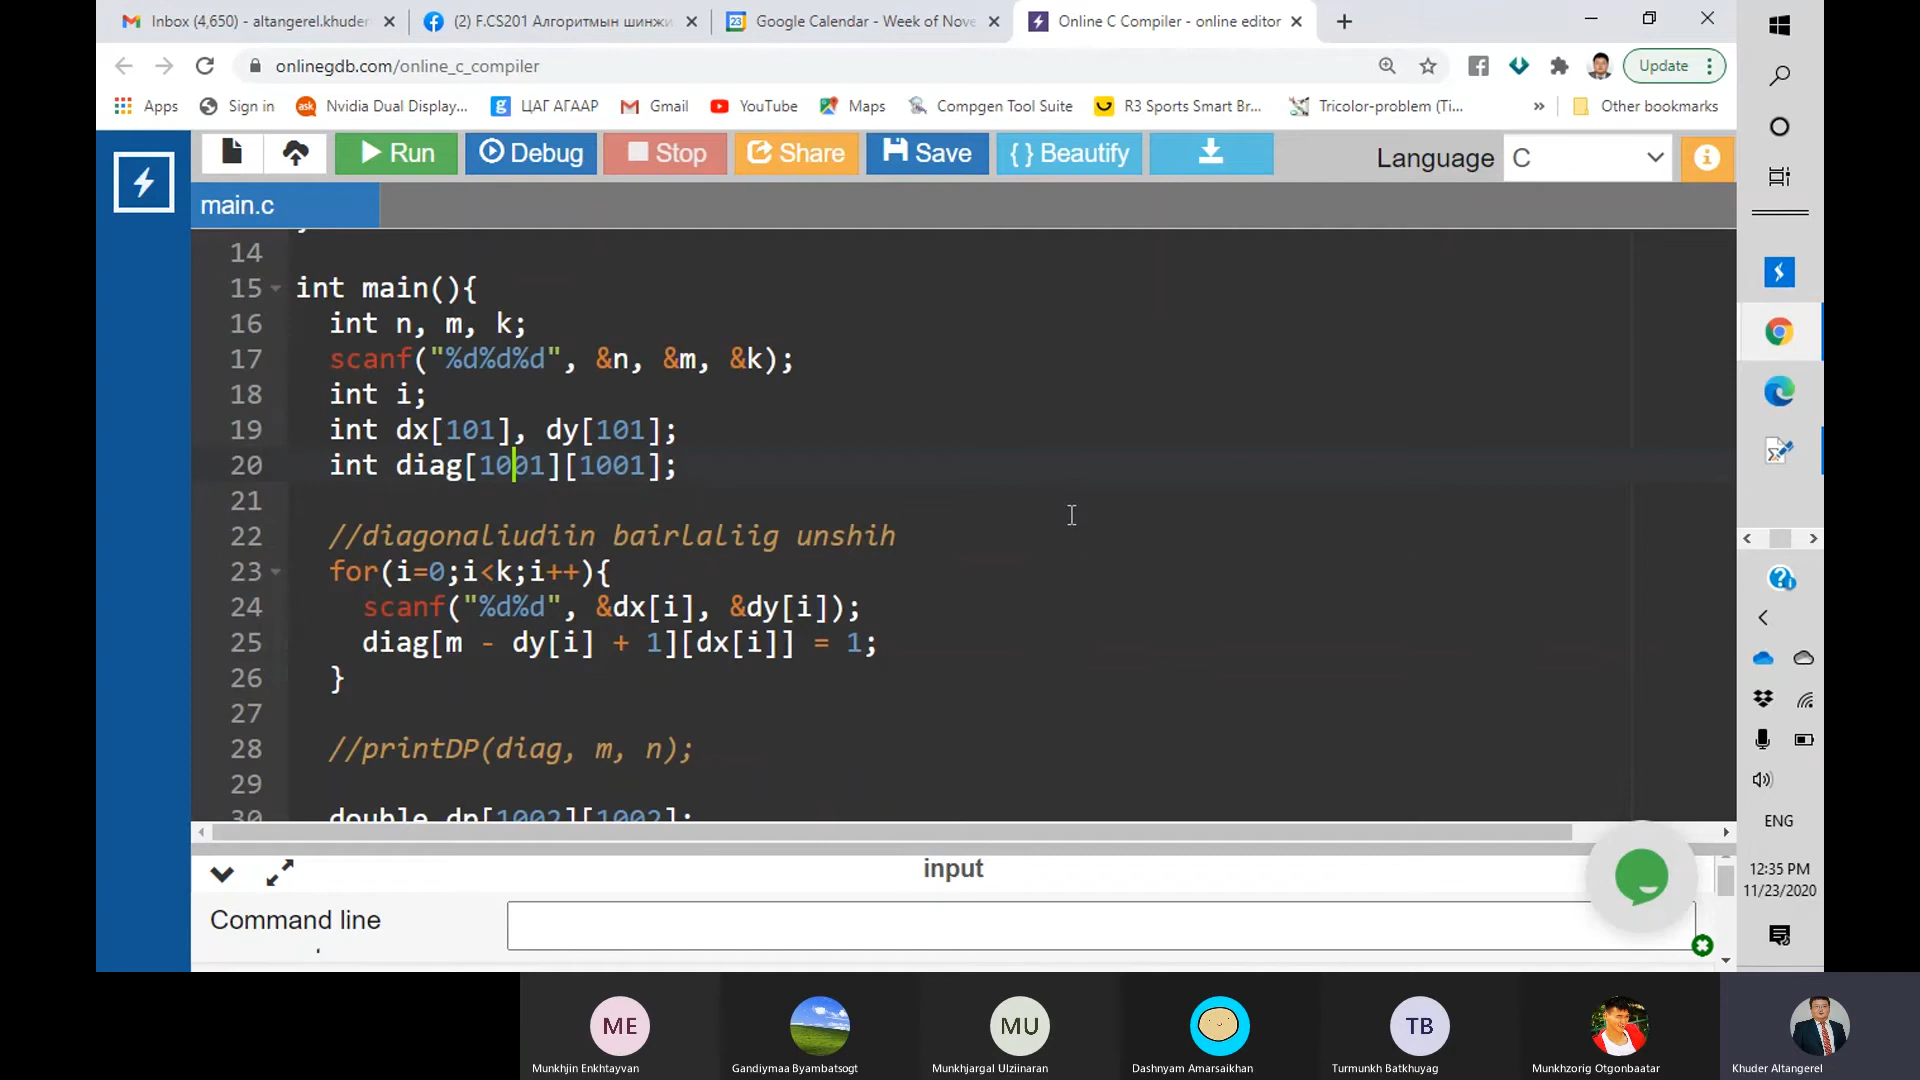 Inbox (4,650) - altangerel.khuder
(2) F.CS201 Алгоритмын шинжи
Google Calendar - Week of Nove
Online C Compiler - online editor
onlinegdb.com/online_c_compiler
Update
Apps
Sign in
ask
Nvidia Dual Display...
ЦАГ АГААР
Gmail
YouTube
Maps
Compgen Tool Suite
R3 Sports Smart Br...
Tricolor-problem (Ti...
»
Other bookmarks
Run
Debug
Stop
Share
Save
{ } Beautify
Language
C
main.c
14
15 int main(){
16 int n, m, k;
17 scanf("%d%d%d", &n, &m, &k);
18 int i;
19 int dx[101], dy[101];
20 int diag[1001][1001];
21
22 //diagonaliudiin bairlaliig unshih
23 for(i=0;i<k;i++){
24 scanf("%d%d", &dx[i], &dy[i]);
25 diag[m - dy[i] + 1][dx[i]] = 1;
26 }
27
28 //printDP(diag, m, n);
29
30 double dp[1002][1002];
input
Command line
ENG
12:35 PM
11/23/2020
ME
MU
TB
Munkhjin Enkhtayvan
Gandiymaa Byambatsogt
Munkhjargal Ulziinaran
Dashnyam Amarsaikhan
Turmunkh Batkhuyag
Munkhzorig Otgonbaatar
Khuder Altangerel